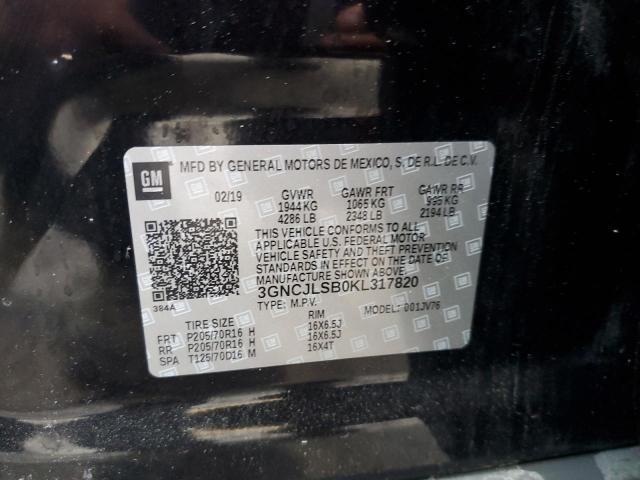 GM
MFD BY GENERAL MOTORS DE MEXICO, S. DE R.L. DE C.V.
02/19 GVWR GAWR FRT GAWR RR
1944 KG 1065 KG 995 KG
4286 LB 2348 LB 2194 LB
THIS VEHICLE CONFORMS TO ALL
APPLICABLE U.S. FEDERAL MOTOR
VEHICLE SAFETY AND THEFT PREVENTION
STANDARDS IN EFFECT ON THE DATE OF
MANUFACTURE SHOWN ABOVE.
3GNCJLSB0KL317820
384A TYPE: M.P.V. MODEL: 001JV76
TIRE SIZE RIM
FRT P205/70R16 H 16X6.5J
RR P205/70R16 H 16X6.5J
SPA T125/70D16 M 16X4T